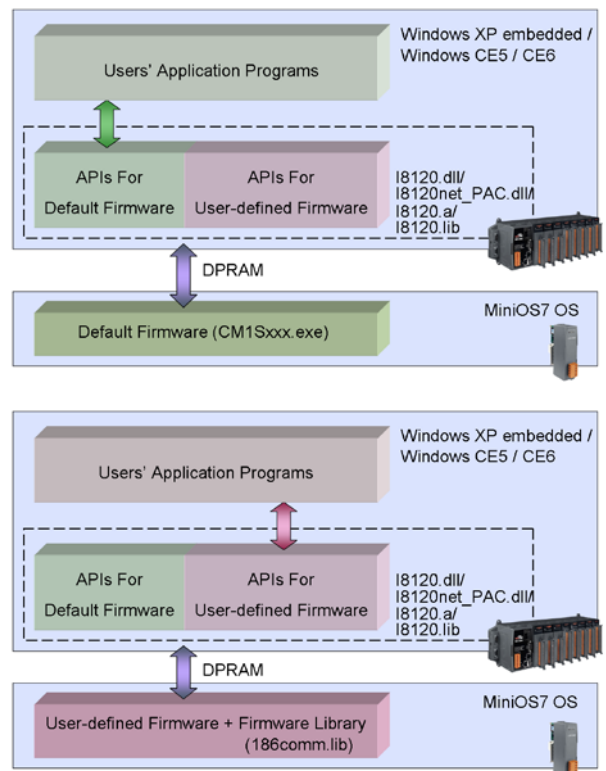 Windows XP embedded /
Windows CE5 / CE6
Users' Application Programs
APIs For
Default Firmware
APIs For
User-defined Firmware
I8120.dll/
I8120net_PAC.dll/
I8120.a/
I8120.lib
DPRAM
MiniOS7 OS
Default Firmware (CM1Sxxx.exe)
Windows XP embedded /
Windows CE5 / CE6
Users' Application Programs
APIs For
Default Firmware
APIs For
User-defined Firmware
I8120.dll/
I8120net_PAC.dll/
I8120.a/
I8120.lib
DPRAM
MiniOS7 OS
User-defined Firmware + Firmware Library
(186comm.lib)